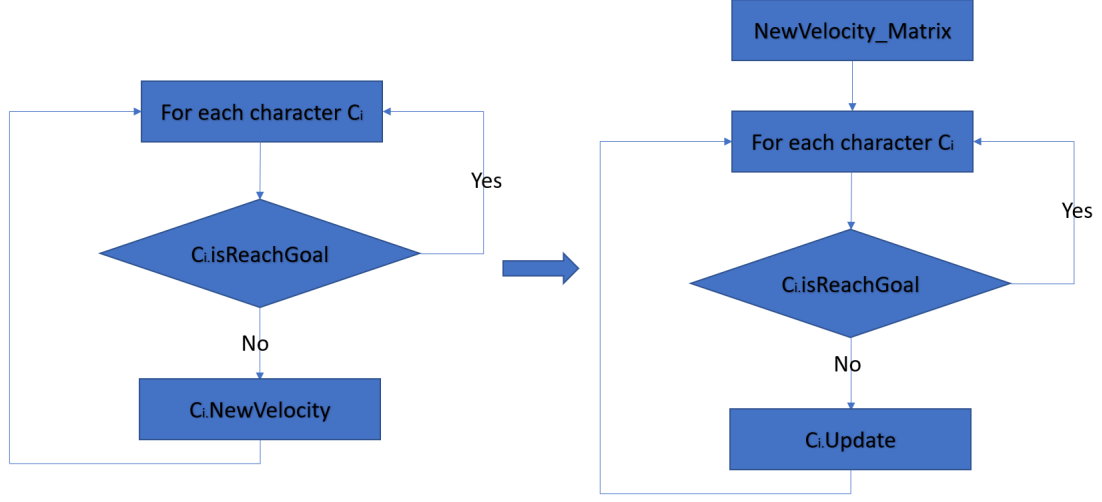 For each character Ci
Yes
Ci.isReachGoal
No
Ci.NewVelocity
NewVelocity_Matrix
For each character Ci
Yes
Ci.isReachGoal
No
Ci.Update